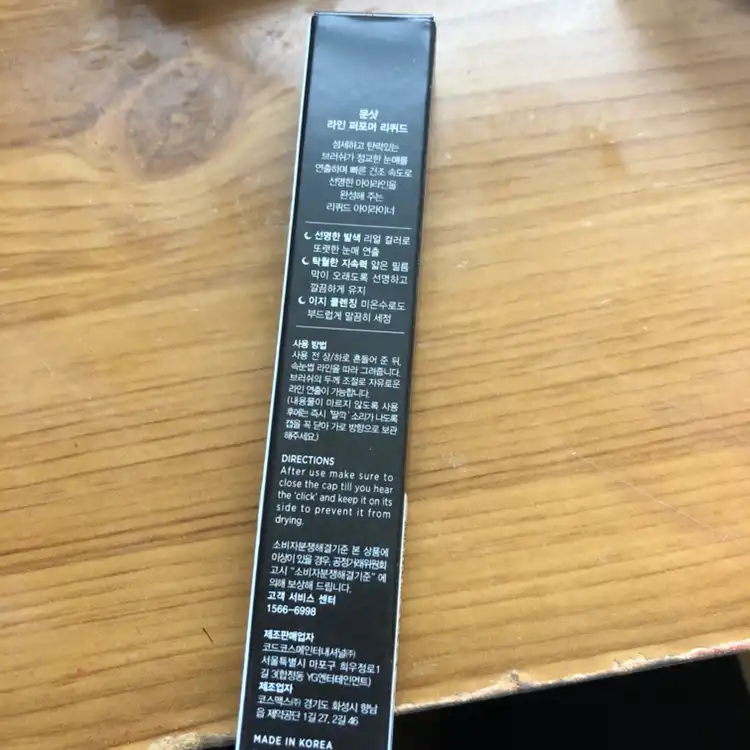 문샷
라인 퍼포머 리퀴드
섬세하고 탄력있는
브러쉬가 정교한 눈매를
연출하며 빠른 건조 속도로
선명한 아이라인을
완성해 주는
리퀴드 아이라이너
선명한 발색 리얼 컬러로
또렷한 눈매 연출
탁월한 지속력 얇은 필름
막이 오래도록 선명하고
깔끔하게 유지
이지 클렌징 미온수로도
부드럽게 말끔히 세정
사용 방법
사용 전 상/하로 흔들어 준 뒤,
속눈썹 라인을 따라 그려줍니다.
브러쉬의 두께 조절로 자유로운
라인 연출이 가능합니다.
(내용물이 마르지 않도록 사용
후에는 즉시 '딸깍' 소리가 나도록
캡을 꼭 닫아 가로 방향으로 보관
해주세요.)
DIRECTIONS
After use make sure to
close the cap till you hear
the 'click' and keep it on its
side to prevent it from
drying.
소비자분쟁해결기준 본 상품에
이상이 있을 경우, 공정거래위원회
고시 "소비자분쟁해결기준" 에
의해 보상해 드립니다.
고객 서비스 센터
1566-6998
제조판매업자
코드코스메인터내셔널㈜
서울특별시 마포구 희우정로1
길 3(합정동 YG엔터테인먼트)
제조업자
코스맥스㈜ 경기도 화성시 향남
읍 제약공단 1길 27, 2길 46
MADE IN KOREA